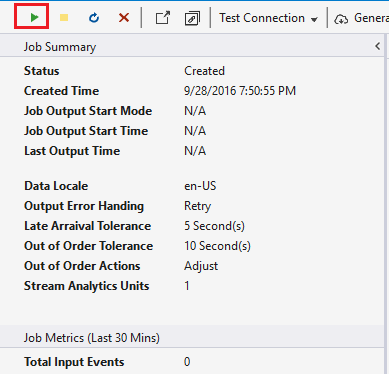 Test Connection Genera
Job Summary
Status Created
Created Time 9/28/2016 7:50:55 PM
Job Output Start Mode N/A
Job Output Start Time N/A
Last Output Time N/A
Data Locale en-US
Output Error Handing Retry
Late Arraival Tolerance 5 Second(s)
Out of Order Tolerance 10 Second(s)
Out of Order Actions Adjust
Stream Analytics Units 1
Job Metrics (Last 30 Mins)
Total Input Events 0